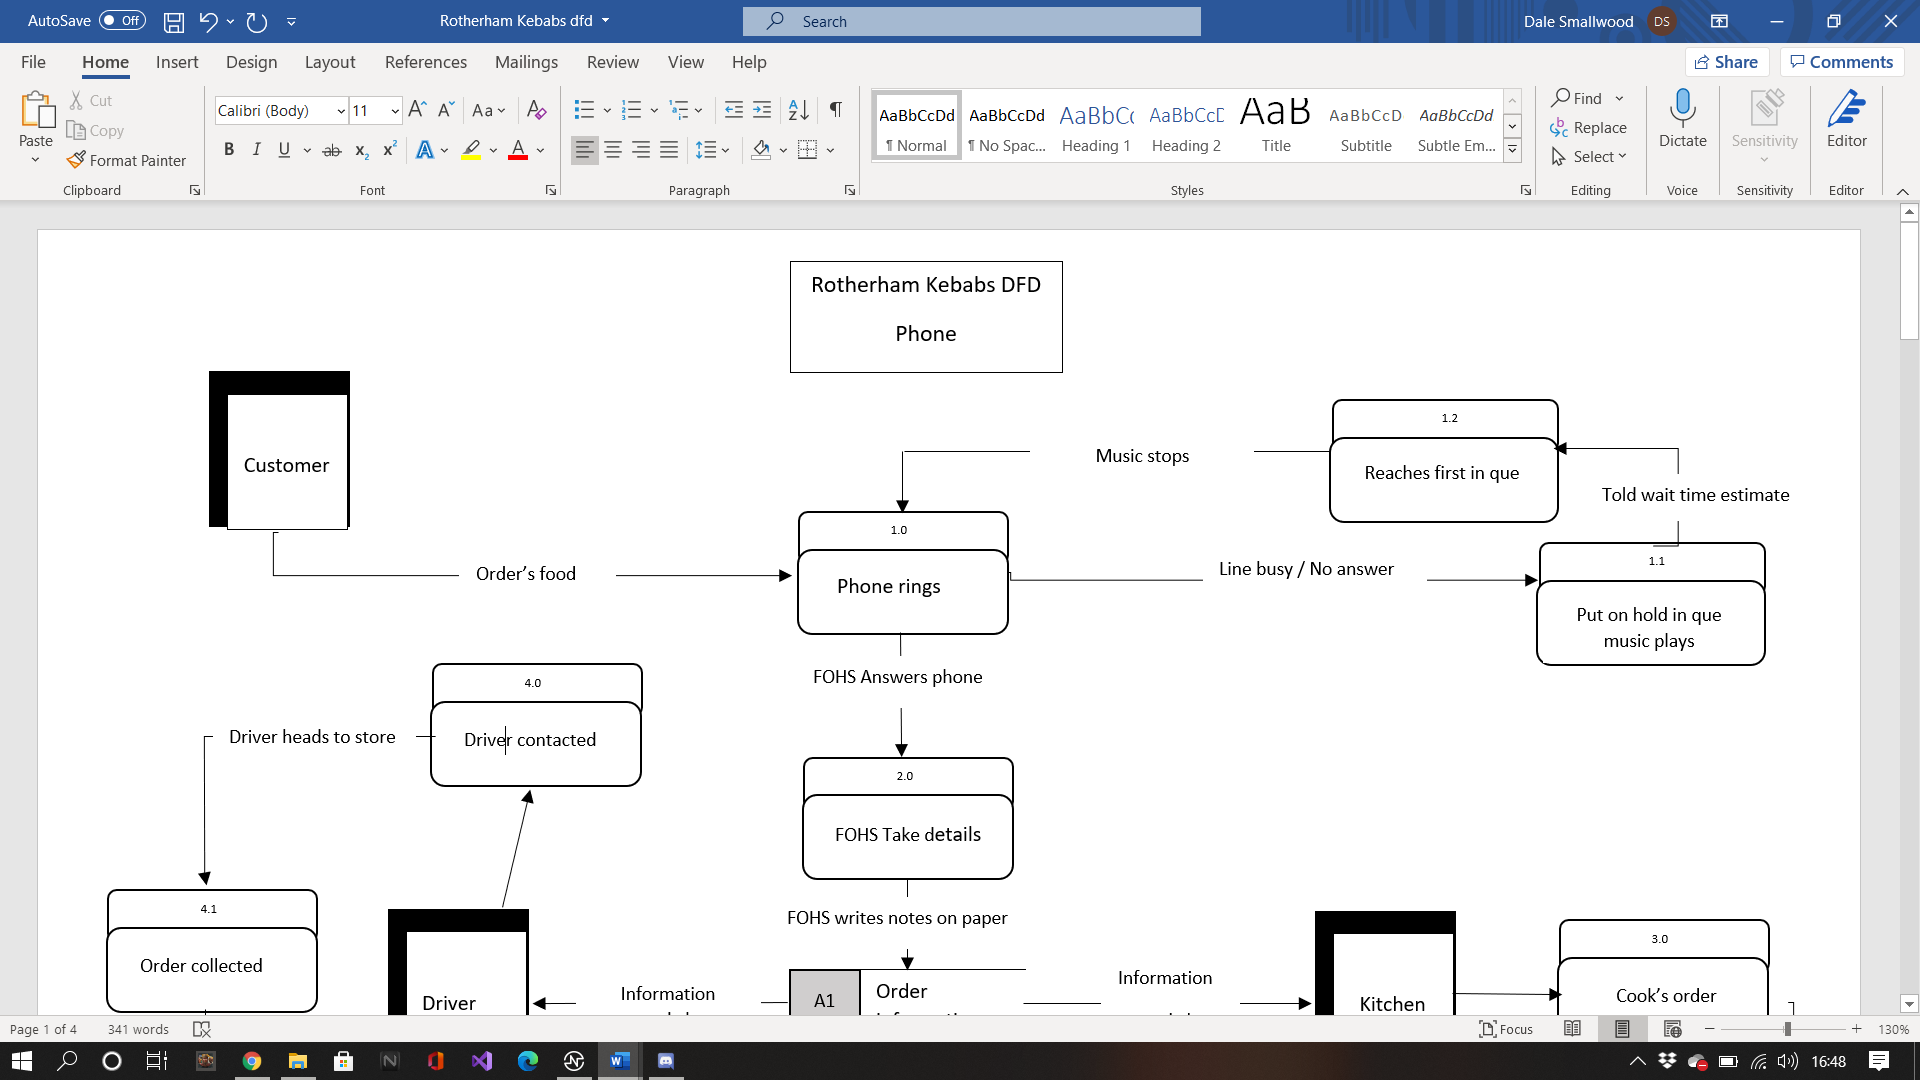 AutoSave Off
Rotherham Kebabs dfd
Search
Dale Smallwood DS
File Home Insert Design Layout References Mailings Review View Help
Share Comments
Paste
Cut
Copy
Format Painter
Clipboard
Calibri (Body) 11
Font
Paragraph
AaBbCcDd AaBbCcDd AaBbCc AaBbCcD AaB AaBbCcD AaBbCcDd
¶ Normal ¶ No Spac... Heading 1 Heading 2 Title Subtitle Subtle Em...
Styles
Find
Replace
Select
Editing
Dictate
Voice
Sensitivity
Sensitivity
Editor
Editor
Rotherham Kebabs DFD
Phone
Customer
1.2
Reaches first in que
Music stops
Told wait time estimate
1.0
Phone rings
Order's food
Line busy / No answer
1.1
Put on hold in que
music plays
FOHS Answers phone
4.0
Driver contacted
Driver heads to store
2.0
FOHS Take details
4.1
Order collected
FOHS writes notes on paper
Driver
Information
A1
Order
Information
Kitchen
3.0
Cook's order
Page 1 of 4 341 words
Focus
130%
16:48